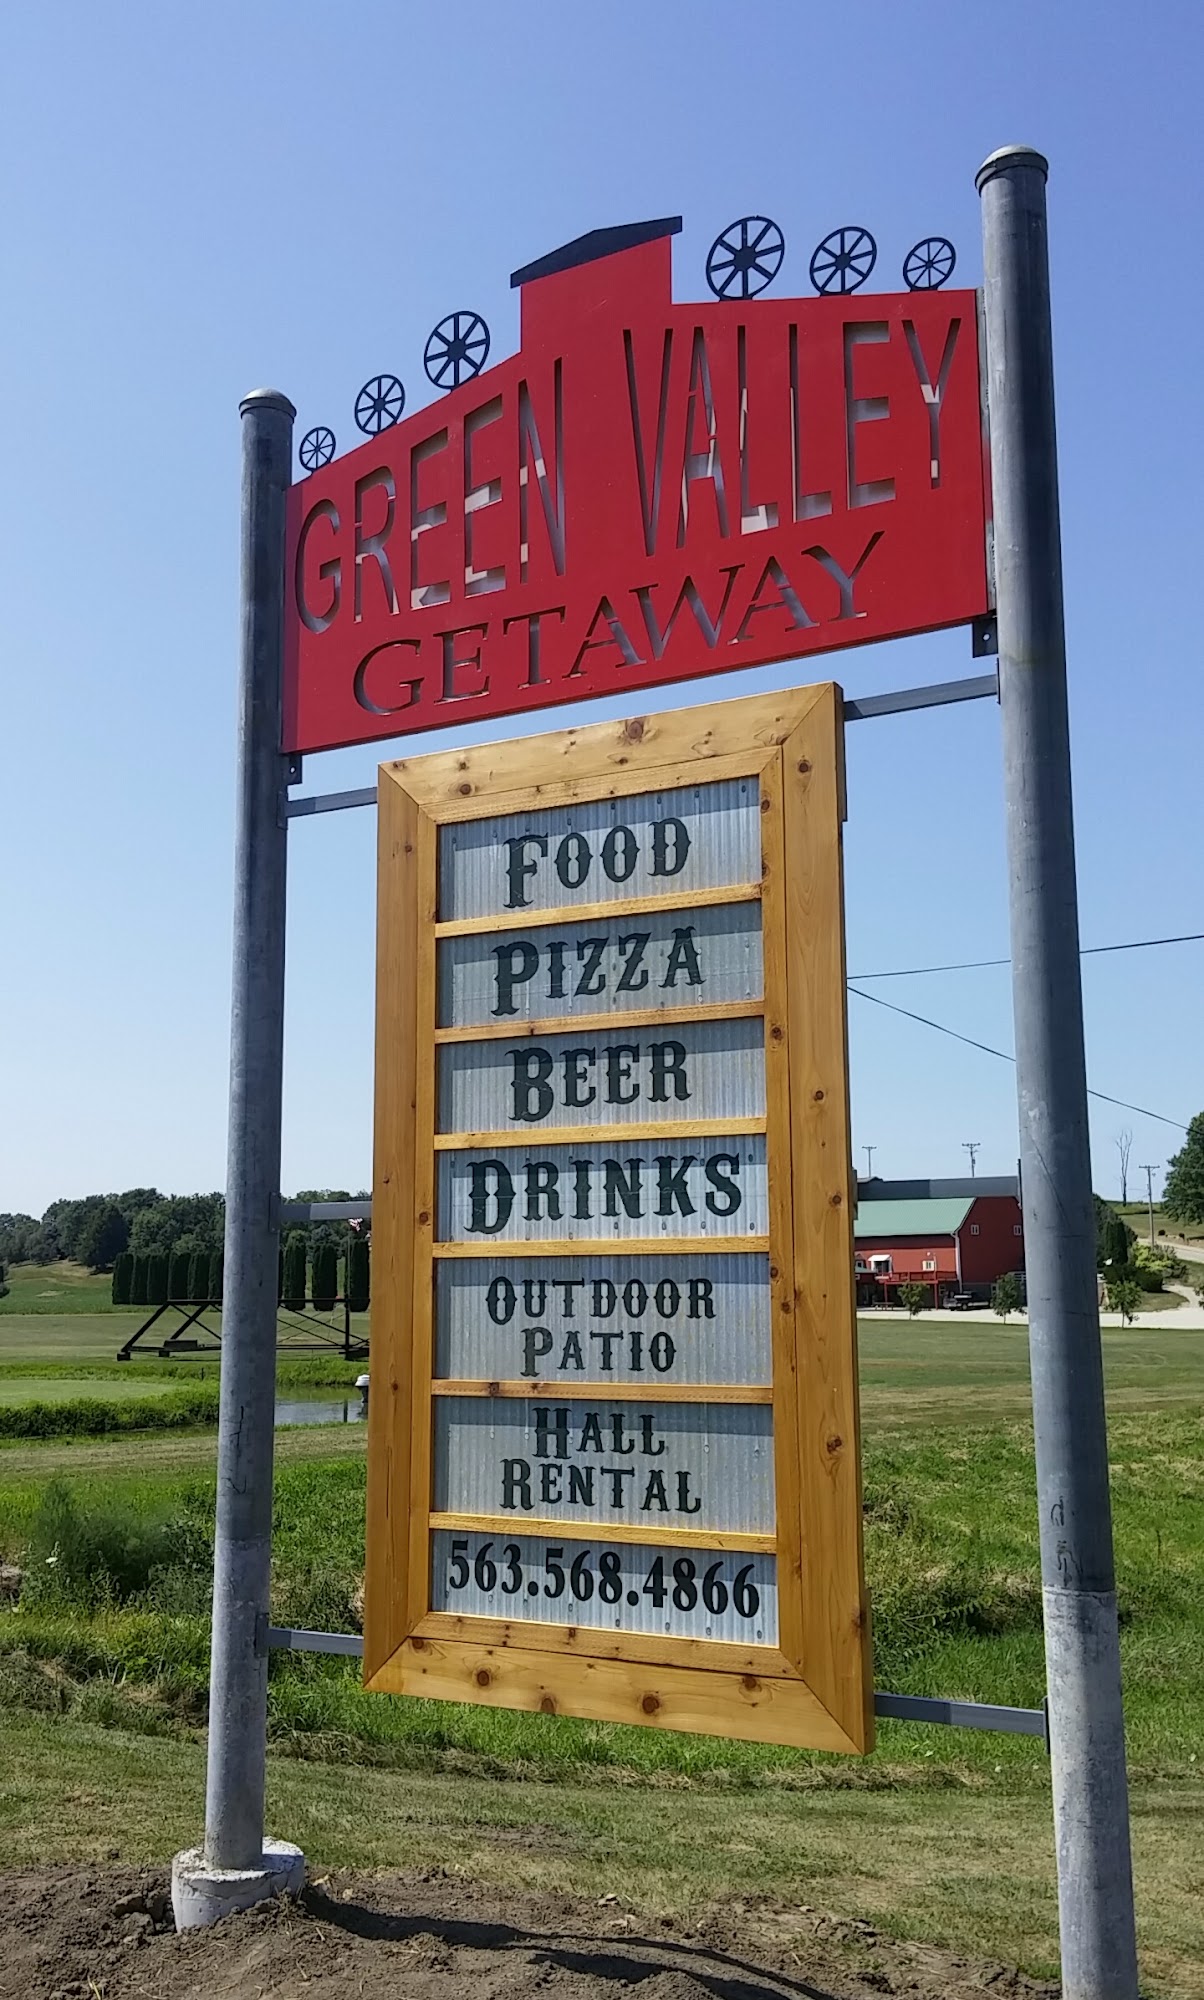 GREEN VALLEY
GETAWAY
FOOD
PIZZA
BEER
DRINKS
OUTDOOR
PATIO
HALL
RENTAL
563.568.4866